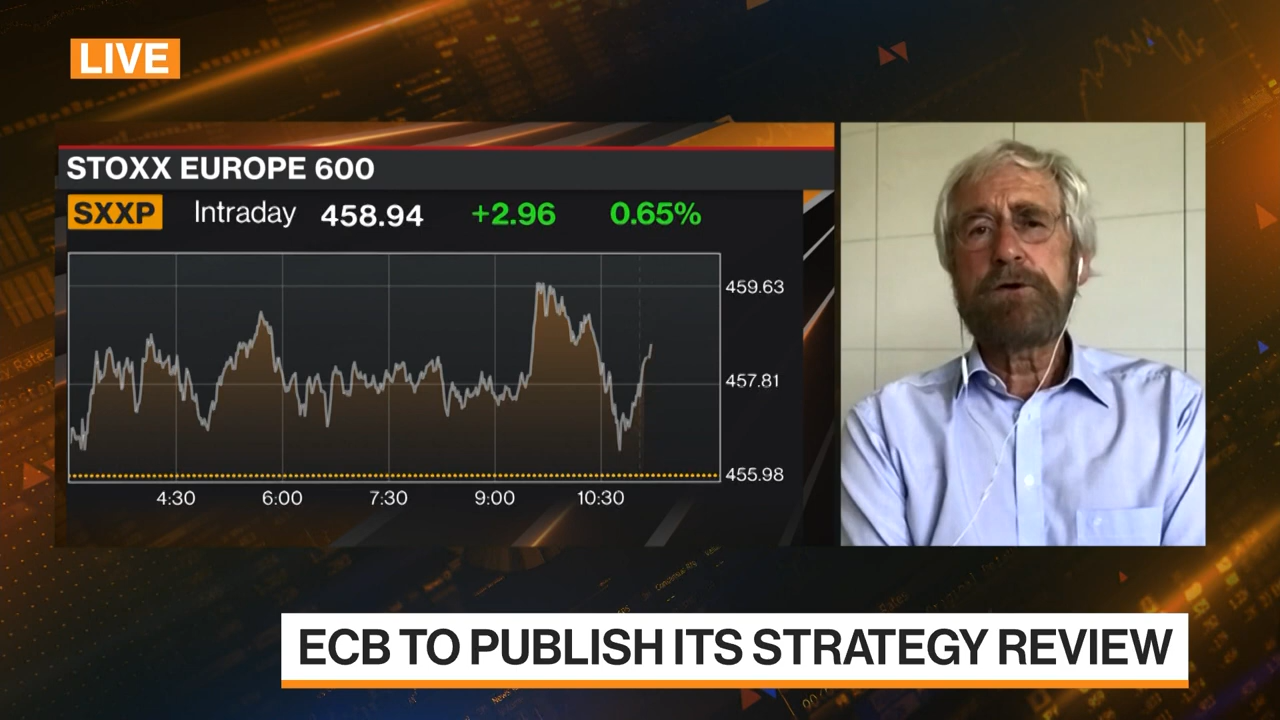 LIVE
STOXX EUROPE 600
SXXP Intraday 458.94 +2.96 0.65%
459.63
457.81
455.98
4:30 6:00 7:30 9:00 10:30
ECB TO PUBLISH ITS STRATEGY REVIEW